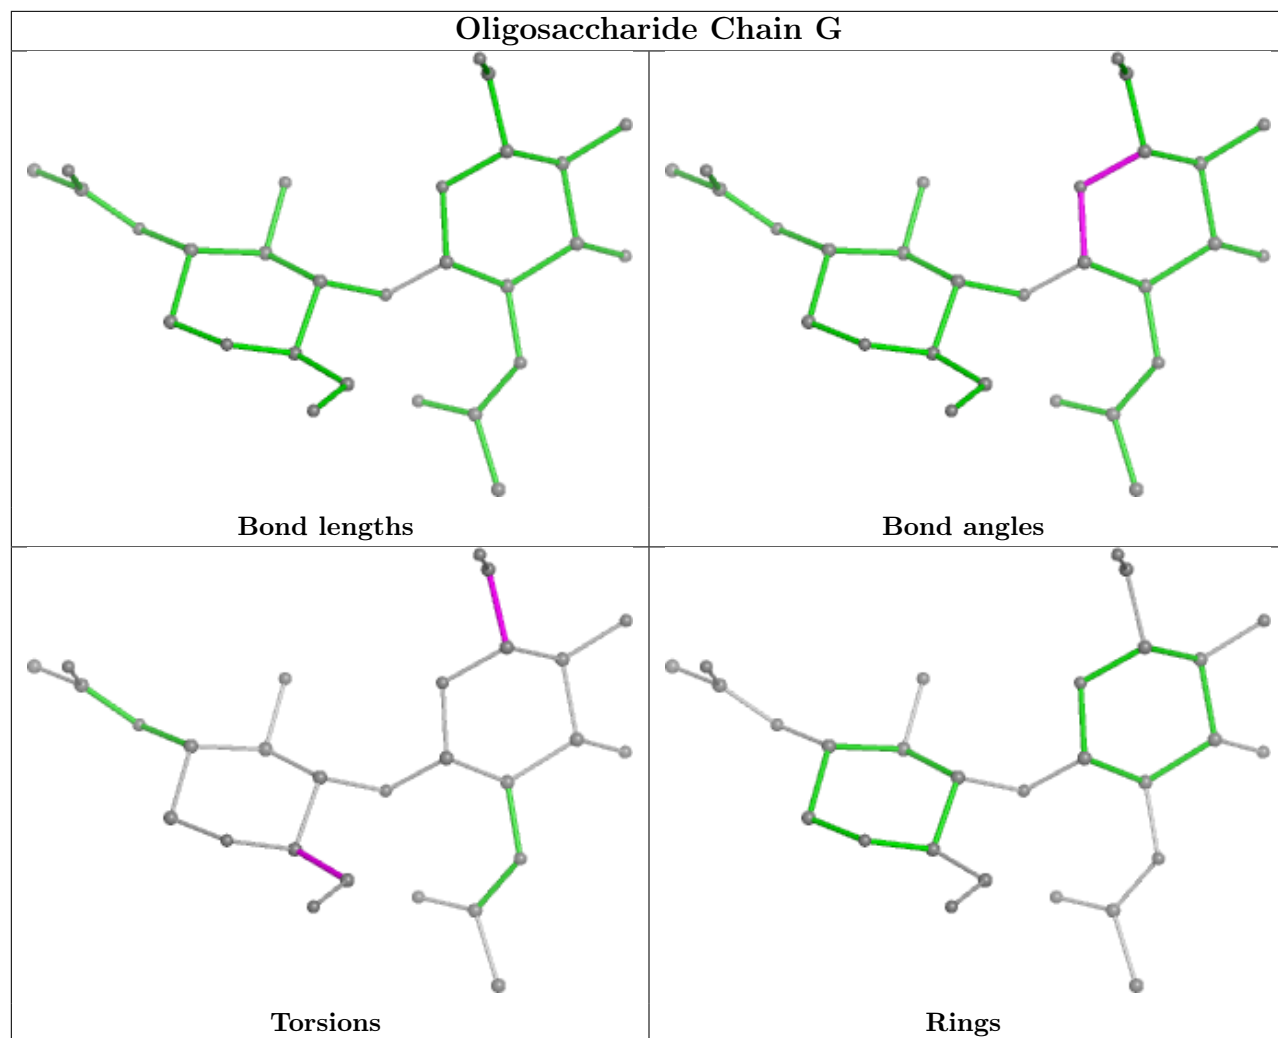 Oligosaccharide Chain G
Bond lengths
Bond angles
Torsions
Rings